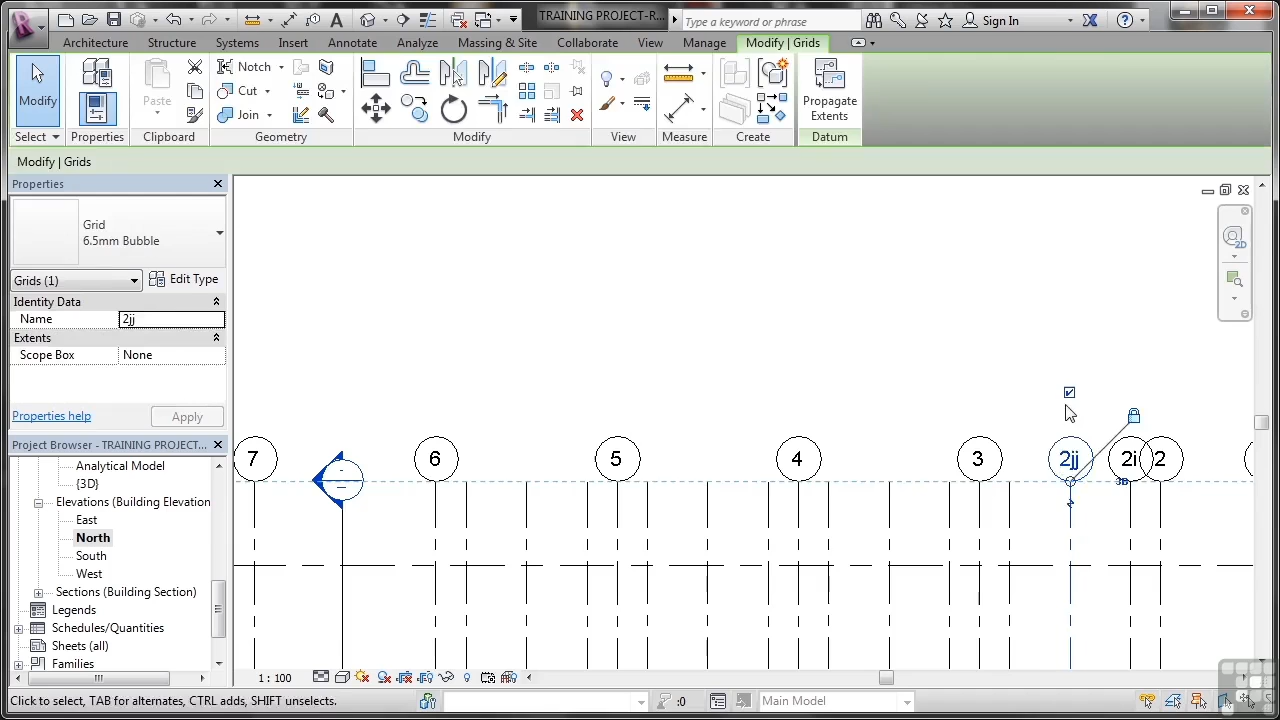 TRAINING PROJECT-R...
Type a keyword or phrase
Sign In
Architecture Structure Systems Insert Annotate Analyze Massing & Site Collaborate View Manage Modify | Grids
Modify
Paste
Notch
Cut
Join
Propagate
Extents
Select Properties Clipboard Geometry Modify View Measure Create Datum
Modify | Grids
Properties
Grid
6.5mm Bubble
Grids (1)
Edit Type
Identity Data
Name 2jj
Extents
Scope Box None
Properties help
Apply
Project Browser - TRAINING PROJECT...
Analytical Model
{3D}
Elevations (Building Elevation
East
North
South
West
Sections (Building Section)
Legends
Schedules/Quantities
Sheets (all)
Families
2D
7 6 5 4 3 2jj 2i 2
3D
1 : 100
Click to select, TAB for alternates, CTRL adds, SHIFT unselects.
:0
Main Model